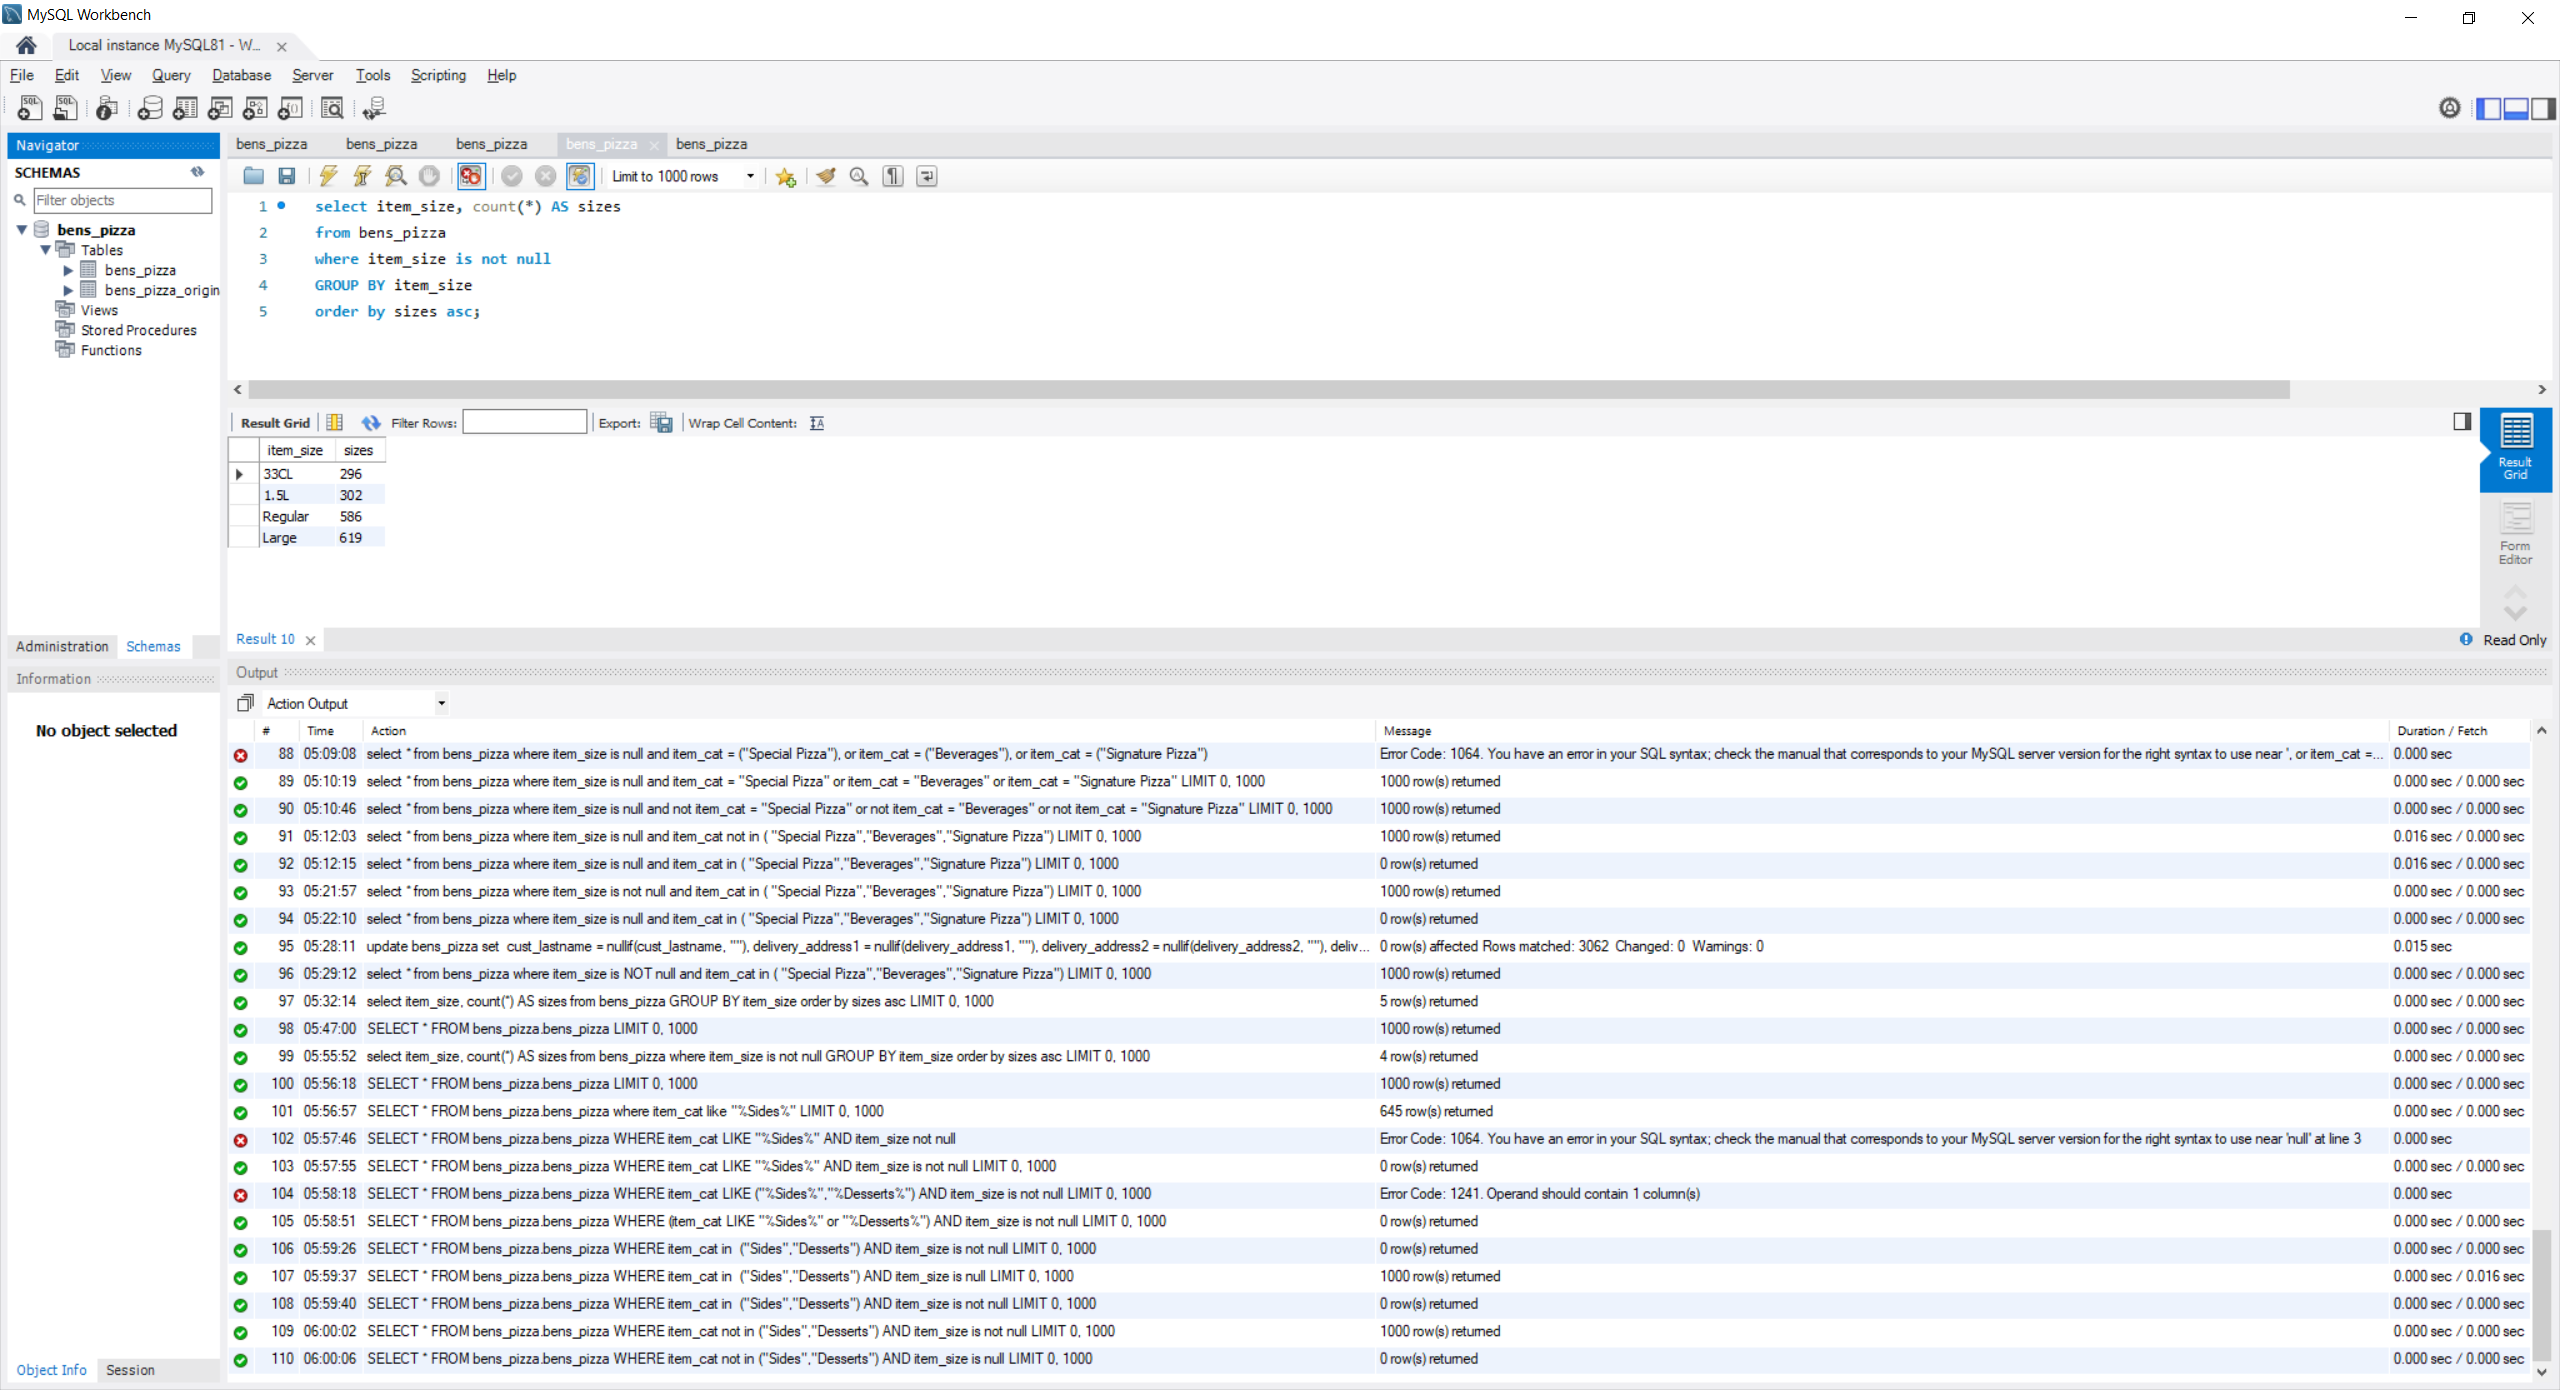 MySQL Workbench
Local instance MySQL81 - W...
File Edit View Query Database Server Tools Scripting Help
Navigator
SCHEMAS
Filter objects
bens_pizza
Tables
bens_pizza
bens_pizza_origin
Views
Stored Procedures
Functions
Administration Schemas
Information
No object selected
Object Info Session
bens_pizza bens_pizza bens_pizza bens_pizza bens_pizza
Limit to 1000 rows
1 select item_size, count(*) AS sizes
2 from bens_pizza
3 where item_size is not null
4 GROUP BY item_size
5 order by sizes asc;
Result Grid Filter Rows: Export: Wrap Cell Content:
item_size sizes
33CL 296
1.5L 302
Regular 586
Large 619
Result Grid
Form Editor
Result 10
Read Only
Output
Action Output
# Time Action Message Duration / Fetch
88 05:09:08 select * from bens_pizza where item_size is null and item_cat = ("Special Pizza"), or item_cat = ("Beverages"), or item_cat = ("Signature Pizza") Error Code: 1064. You have an error in your SQL syntax; check the manual that corresponds to your MySQL server version for the right syntax to use near ', or item_cat =... 0.000 sec
89 05:10:19 select * from bens_pizza where item_size is null and item_cat = "Special Pizza" or item_cat = "Beverages" or item_cat = "Signature Pizza" LIMIT 0, 1000 1000 row(s) returned 0.000 sec / 0.000 sec
90 05:10:46 select * from bens_pizza where item_size is null and not item_cat = "Special Pizza" or not item_cat = "Beverages" or not item_cat = "Signature Pizza" LIMIT 0, 1000 1000 row(s) returned 0.000 sec / 0.000 sec
91 05:12:03 select * from bens_pizza where item_size is null and item_cat not in ( "Special Pizza","Beverages","Signature Pizza") LIMIT 0, 1000 1000 row(s) returned 0.016 sec / 0.000 sec
92 05:12:15 select * from bens_pizza where item_size is null and item_cat in ( "Special Pizza","Beverages","Signature Pizza") LIMIT 0, 1000 0 row(s) returned 0.016 sec / 0.000 sec
93 05:21:57 select * from bens_pizza where item_size is not null and item_cat in ( "Special Pizza","Beverages","Signature Pizza") LIMIT 0, 1000 1000 row(s) returned 0.000 sec / 0.000 sec
94 05:22:10 select * from bens_pizza where item_size is null and item_cat in ( "Special Pizza","Beverages","Signature Pizza") LIMIT 0, 1000 0 row(s) returned 0.000 sec / 0.000 sec
95 05:28:11 update bens_pizza set cust_lastname = nullif(cust_lastname, ""), delivery_address1 = nullif(delivery_address1, ""), delivery_address2 = nullif(delivery_address2, ""), deliv... 0 row(s) affected Rows matched: 3062 Changed: 0 Warnings: 0 0.015 sec
96 05:29:12 select * from bens_pizza where item_size is NOT null and item_cat in ( "Special Pizza","Beverages","Signature Pizza") LIMIT 0, 1000 1000 row(s) returned 0.000 sec / 0.000 sec
97 05:32:14 select item_size, count(*) AS sizes from bens_pizza GROUP BY item_size order by sizes asc LIMIT 0, 1000 5 row(s) returned 0.000 sec / 0.000 sec
98 05:47:00 SELECT * FROM bens_pizza.bens_pizza LIMIT 0, 1000 1000 row(s) returned 0.000 sec / 0.000 sec
99 05:55:52 select item_size, count(*) AS sizes from bens_pizza where item_size is not null GROUP BY item_size order by sizes asc LIMIT 0, 1000 4 row(s) returned 0.000 sec / 0.000 sec
100 05:56:18 SELECT * FROM bens_pizza.bens_pizza LIMIT 0, 1000 1000 row(s) returned 0.000 sec / 0.000 sec
101 05:56:57 SELECT * FROM bens_pizza.bens_pizza where item_cat like "%Sides%" LIMIT 0, 1000 645 row(s) returned 0.000 sec / 0.000 sec
102 05:57:46 SELECT * FROM bens_pizza.bens_pizza WHERE item_cat LIKE "%Sides%" AND item_size not null Error Code: 1064. You have an error in your SQL syntax; check the manual that corresponds to your MySQL server version for the right syntax to use near 'null' at line 3 0.000 sec
103 05:57:55 SELECT * FROM bens_pizza.bens_pizza WHERE item_cat LIKE "%Sides%" AND item_size is not null LIMIT 0, 1000 0 row(s) returned 0.000 sec / 0.000 sec
104 05:58:18 SELECT * FROM bens_pizza.bens_pizza WHERE item_cat LIKE ("%Sides%","%Desserts%") AND item_size is not null LIMIT 0, 1000 Error Code: 1241. Operand should contain 1 column(s) 0.000 sec
105 05:58:51 SELECT * FROM bens_pizza.bens_pizza WHERE (item_cat LIKE "%Sides%" or "%Desserts%") AND item_size is not null LIMIT 0, 1000 0 row(s) returned 0.000 sec / 0.000 sec
106 05:59:26 SELECT * FROM bens_pizza.bens_pizza WHERE item_cat in ("Sides","Desserts") AND item_size is not null LIMIT 0, 1000 0 row(s) returned 0.000 sec / 0.000 sec
107 05:59:37 SELECT * FROM bens_pizza.bens_pizza WHERE item_cat in ("Sides","Desserts") AND item_size is null LIMIT 0, 1000 1000 row(s) returned 0.000 sec / 0.016 sec
108 05:59:40 SELECT * FROM bens_pizza.bens_pizza WHERE item_cat in ("Sides","Desserts") AND item_size is not null LIMIT 0, 1000 0 row(s) returned 0.000 sec / 0.000 sec
109 06:00:02 SELECT * FROM bens_pizza.bens_pizza WHERE item_cat not in ("Sides","Desserts") AND item_size is not null LIMIT 0, 1000 1000 row(s) returned 0.000 sec / 0.000 sec
110 06:00:06 SELECT * FROM bens_pizza.bens_pizza WHERE item_cat not in ("Sides","Desserts") AND item_size is null LIMIT 0, 1000 0 row(s) returned 0.000 sec / 0.000 sec